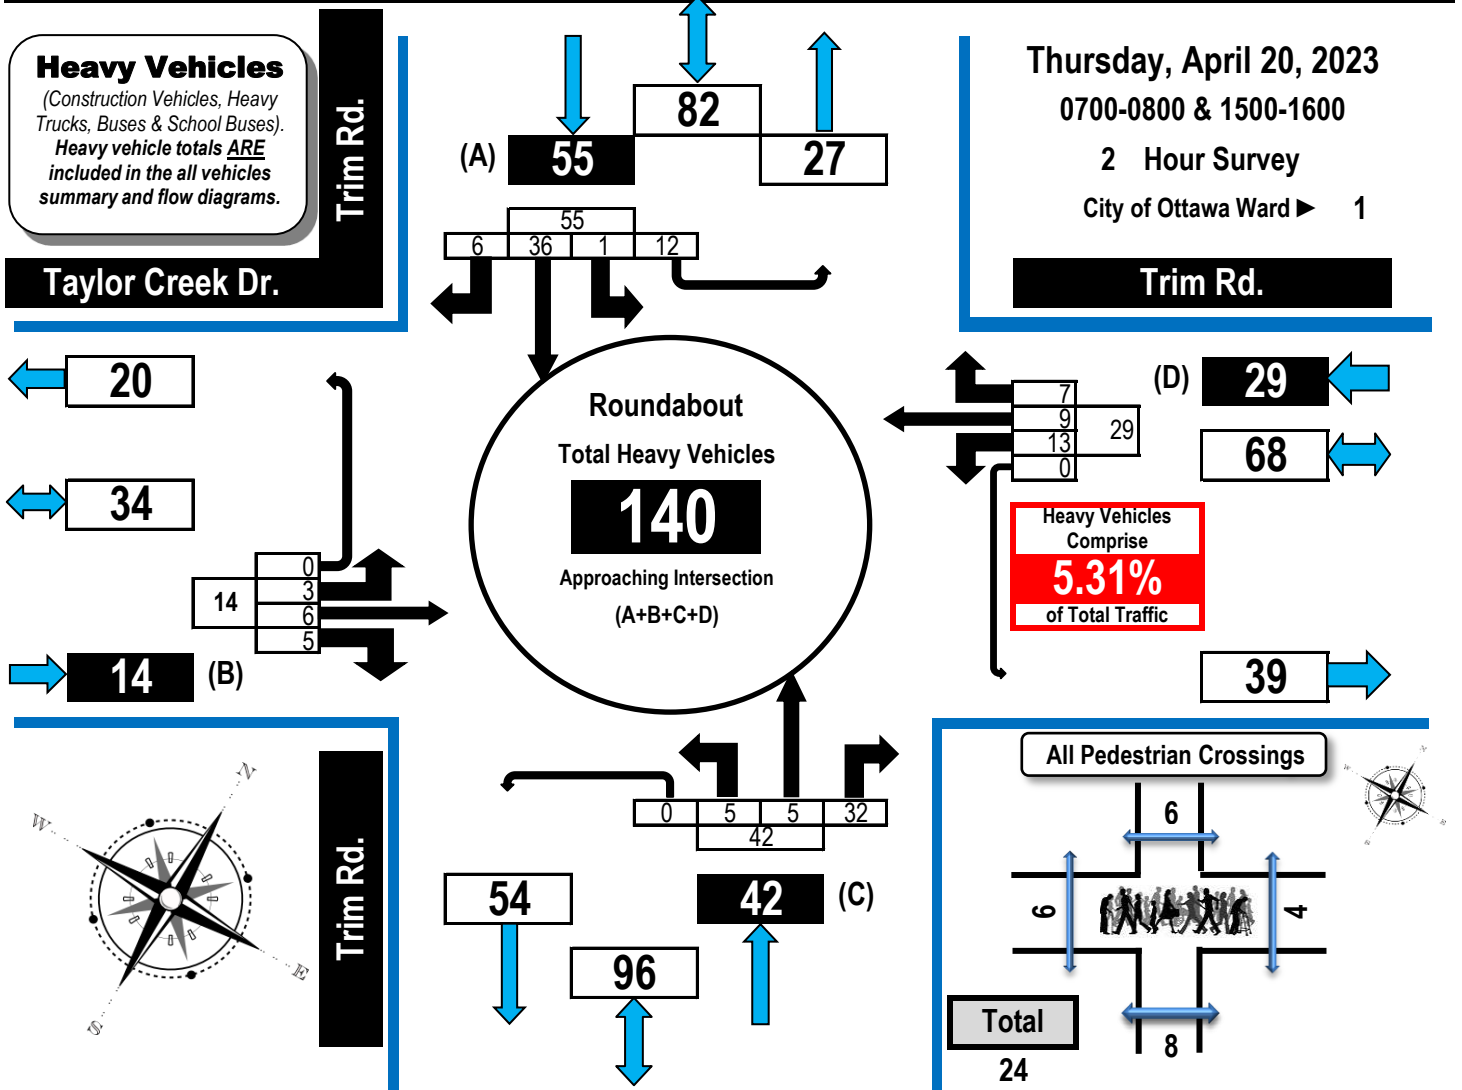 Heavy Vehicles
(Construction Vehicles, Heavy
Trucks, Buses & School Buses).
Heavy vehicle totals ARE
included in the all vehicles
summary and flow diagrams.
Trim Rd.
Taylor Creek Dr.
82
(A) 55
27
55
6 36 1 12
Thursday, April 20, 2023
0700-0800 & 1500-1600
2 Hour Survey
City of Ottawa Ward ► 1
Trim Rd.
20
34
0
3
6
5
14
14 (B)
Roundabout
Total Heavy Vehicles
140
Approaching Intersection
(A+B+C+D)
(D) 29
7
9
13
0
29
68
Heavy Vehicles
Comprise
5.31%
of Total Traffic
39
N
W
E
S
Trim Rd.
0 5 5 32
42
54
42 (C)
96
All Pedestrian Crossings
N
W
E
S
6
6
4
8
Total
24